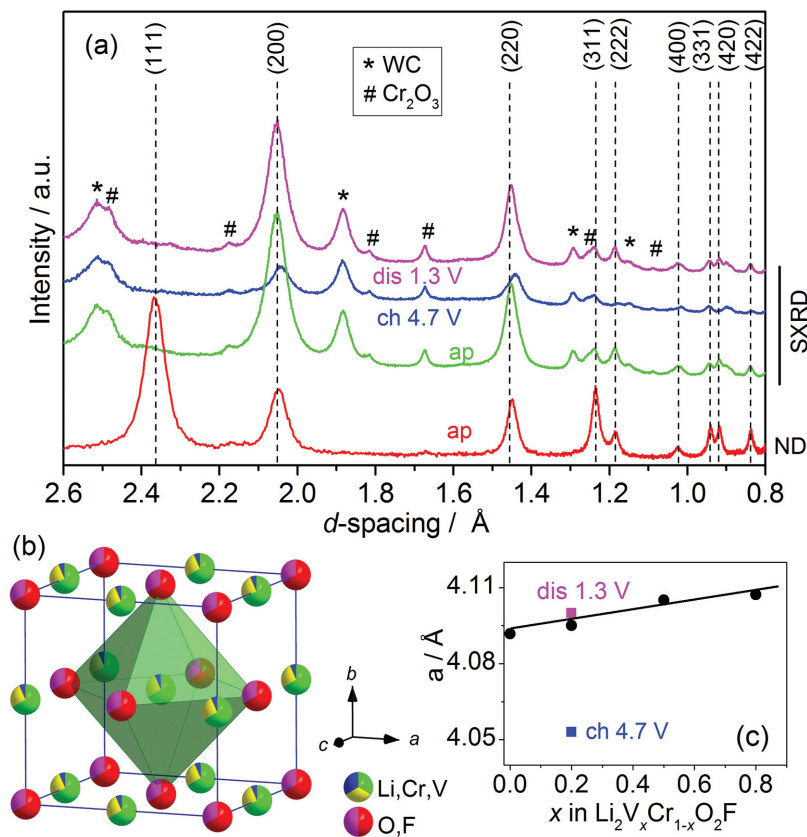 (a)
(111)
(200)
(220)
(311)
(222)
(400)
(331)
(420)
(422)
* WC
# Cr₂O₃
* # # * # # * # * #
dis 1.3 V
ch 4.7 V
ap
ap
SXRD
ND
Intensity / a.u.
2.6 2.4 2.2 2.0 1.8 1.6 1.4 1.2 1.0 0.8
d-spacing / Å
(b)
b
c
a
Li,Cr,V
O,F
4.11
4.08
4.05
a / Å
dis 1.3 V
ch 4.7 V
(c)
0.0 0.2 0.4 0.6 0.8
x in Li₂VₓCr₁₋ₓO₂F